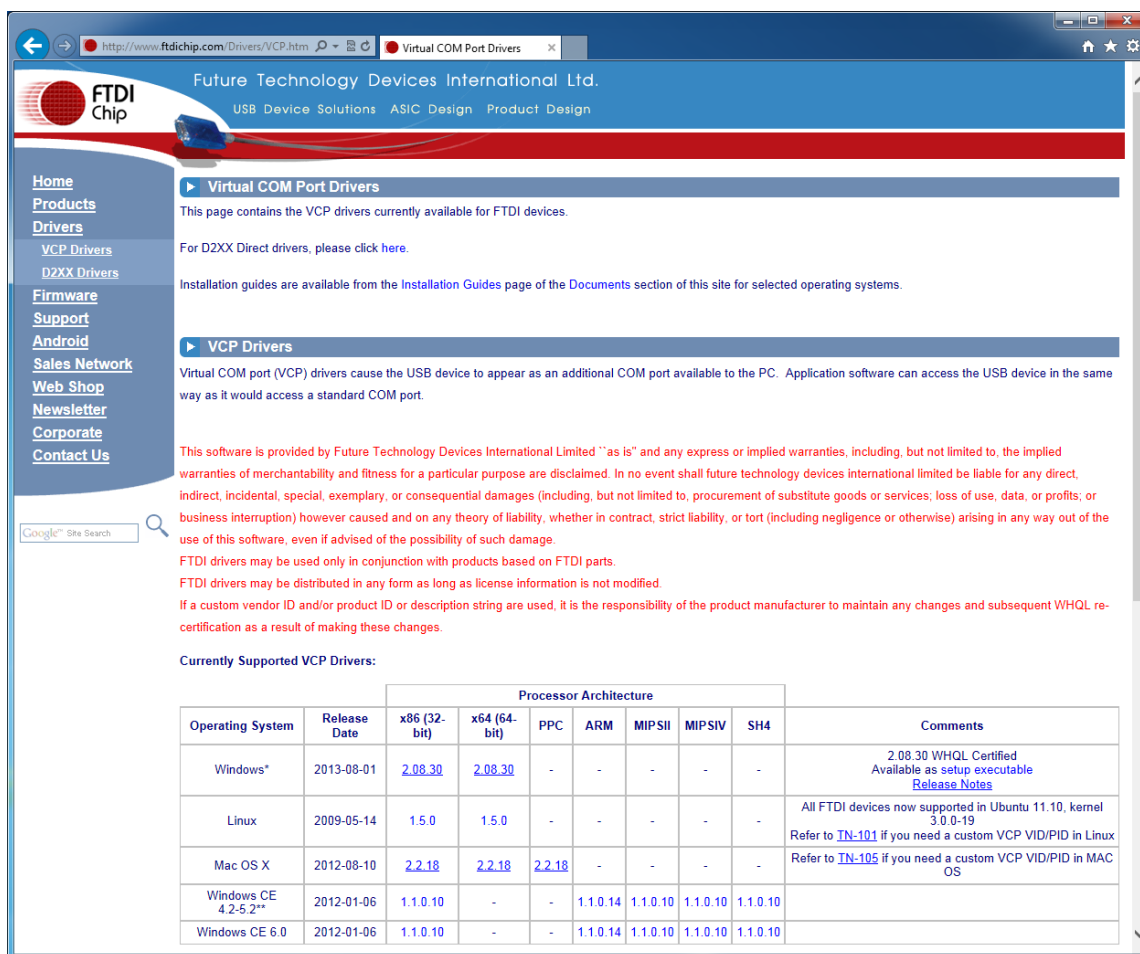 http://www.ftdichip.com/Drivers/VCP.htm
Virtual COM Port Drivers
FTDI
Chip
Future Technology Devices International Ltd.
USB Device Solutions ASIC Design Product Design
Home
Products
Drivers
VCP Drivers
D2XX Drivers
Firmware
Support
Android
Sales Network
Web Shop
Newsletter
Corporate
Contact Us
Google™ Site Search
Virtual COM Port Drivers
This page contains the VCP drivers currently available for FTDI devices.
For D2XX Direct drivers, please click here.
Installation guides are available from the Installation Guides page of the Documents section of this site for selected operating systems.
VCP Drivers
Virtual COM port (VCP) drivers cause the USB device to appear as an additional COM port available to the PC. Application software can access the USB device in the same
way as it would access a standard COM port.
This software is provided by Future Technology Devices International Limited ``as is'' and any express or implied warranties, including, but not limited to, the implied
warranties of merchantability and fitness for a particular purpose are disclaimed. In no event shall future technology devices international limited be liable for any direct,
indirect, incidental, special, exemplary, or consequential damages (including, but not limited to, procurement of substitute goods or services; loss of use, data, or profits; or
business interruption) however caused and on any theory of liability, whether in contract, strict liability, or tort (including negligence or otherwise) arising in any way out of the
use of this software, even if advised of the possibility of such damage.
FTDI drivers may be used only in conjunction with products based on FTDI parts.
FTDI drivers may be distributed in any form as long as license information is not modified.
If a custom vendor ID and/or product ID or description string are used, it is the responsibility of the product manufacturer to maintain any changes and subsequent WHQL re-
certification as a result of making these changes.
Currently Supported VCP Drivers:
Processor Architecture
Operating System Release Date x86 (32-bit) x64 (64-bit) PPC ARM MIPSII MIPSIV SH4 Comments
Windows* 2013-08-01 2.08.30 2.08.30 - - - - - 2.08.30 WHQL Certified
Available as setup executable
Release Notes
Linux 2009-05-14 1.5.0 1.5.0 - - - - - All FTDI devices now supported in Ubuntu 11.10, kernel
3.0.0-19
Refer to TN-101 if you need a custom VCP VID/PID in Linux
Mac OS X 2012-08-10 2.2.18 2.2.18 2.2.18 - - - - Refer to TN-105 if you need a custom VCP VID/PID in MAC
OS
Windows CE 4.2-5.2** 2012-01-06 1.1.0.10 - - 1.1.0.14 1.1.0.10 1.1.0.10 1.1.0.10
Windows CE 6.0 2012-01-06 1.1.0.10 - - 1.1.0.14 1.1.0.10 1.1.0.10 1.1.0.10